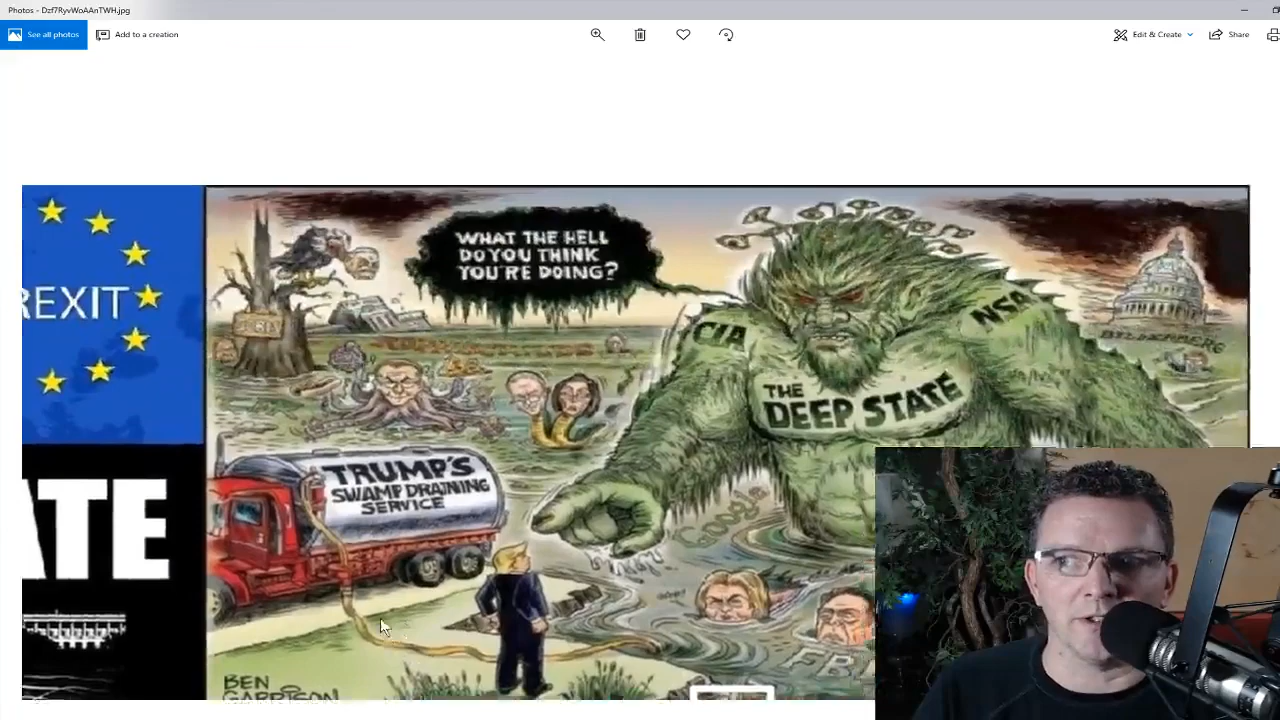 Photos - Dzf7RyvWoAAnTWH.jpg
See all photos
Add to a creation
Edit & Create
Share
REXIT
WHAT THE HELL
DO YOU THINK
YOU'RE DOING?
CIA
NSA
BILDERBERG
THE
DEEP STATE
TRUMP'S
SWAMP DRAINING
SERVICE
Google
ATE
FBI
BEN
GARRISON